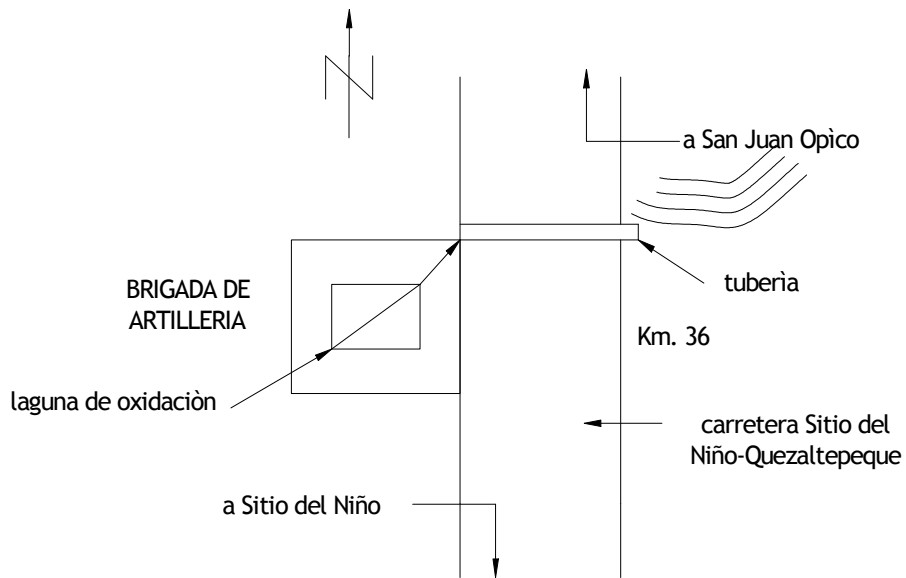 N
a San Juan Opìco
BRIGADA DE
ARTILLERIA
tuberìa
Km. 36
laguna de oxidaciòn
carretera Sitio del
Niño-Quezaltepeque
a Sitio del Niño